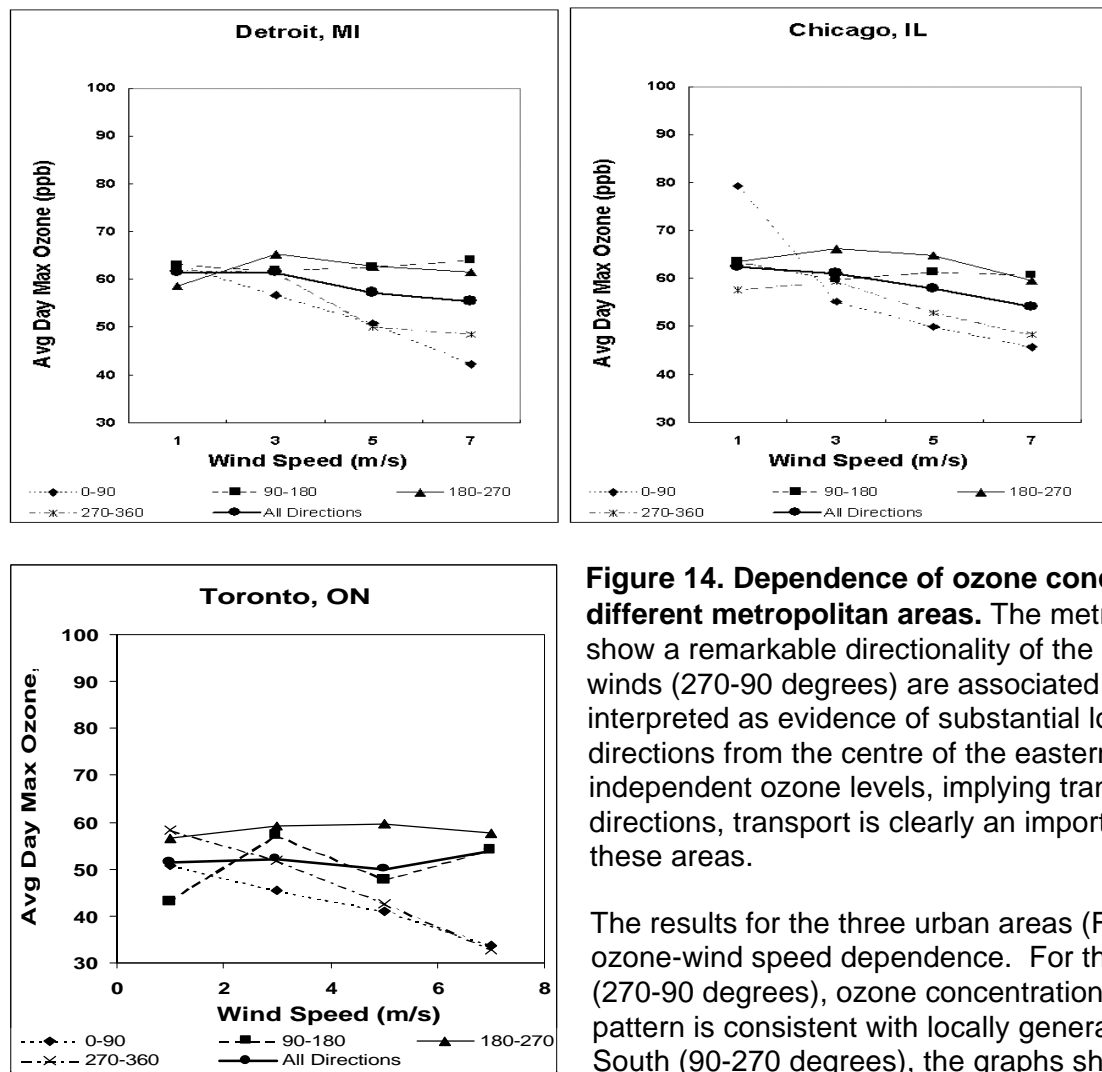 Detroit, MI
Avg Day Max Ozone (ppb)
100
90
80
70
60
50
40
30
1 3 5 7
Wind Speed (m/s)
0-90 90-180 180-270
270-360 All Directions
Chicago, IL
Avg Day Max Ozone (ppb)
100
90
80
70
60
50
40
30
1 3 5 7
Wind Speed (m/s)
0-90 90-180 180-270
270-360 All Directions
Toronto, ON
Avg Day Max Ozone,
100
90
80
70
60
50
40
30
0 2 4 6 8
Wind Speed (m/s)
0-90 90-180 180-270
270-360 All Directions
Figure 14. Dependence of ozone conc
different metropolitan areas. The metr
show a remarkable directionality of the
winds (270-90 degrees) are associated
interpreted as evidence of substantial lo
directions from the centre of the eastern
independent ozone levels, implying tran
directions, transport is clearly an import
these areas.
The results for the three urban areas (F
ozone-wind speed dependence. For th
(270-90 degrees), ozone concentration
pattern is consistent with locally genera
South (90-270 degrees), the graphs sh